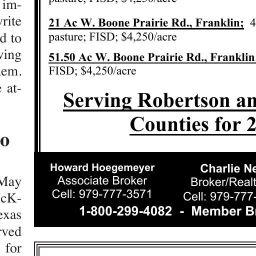 im-
write
d to
ving
em.
at-
o
May
cK-
exas
rved
for
pasture; FISD; $4,250/acre
21 Ac W. Boone Prairie Rd., Franklin; 4
pasture; FISD; $4,250/acre
51.50 Ac W. Boone Prairie Rd., Franklin
FISD; $4,250/acre
Serving Robertson an
Counties for 2
Howard Hoegemeyer
Associate Broker
Cell: 979-777-3571
Charlie Ne
Broker/Realt
Cell: 979-777-
1-800-299-4082 - Member B